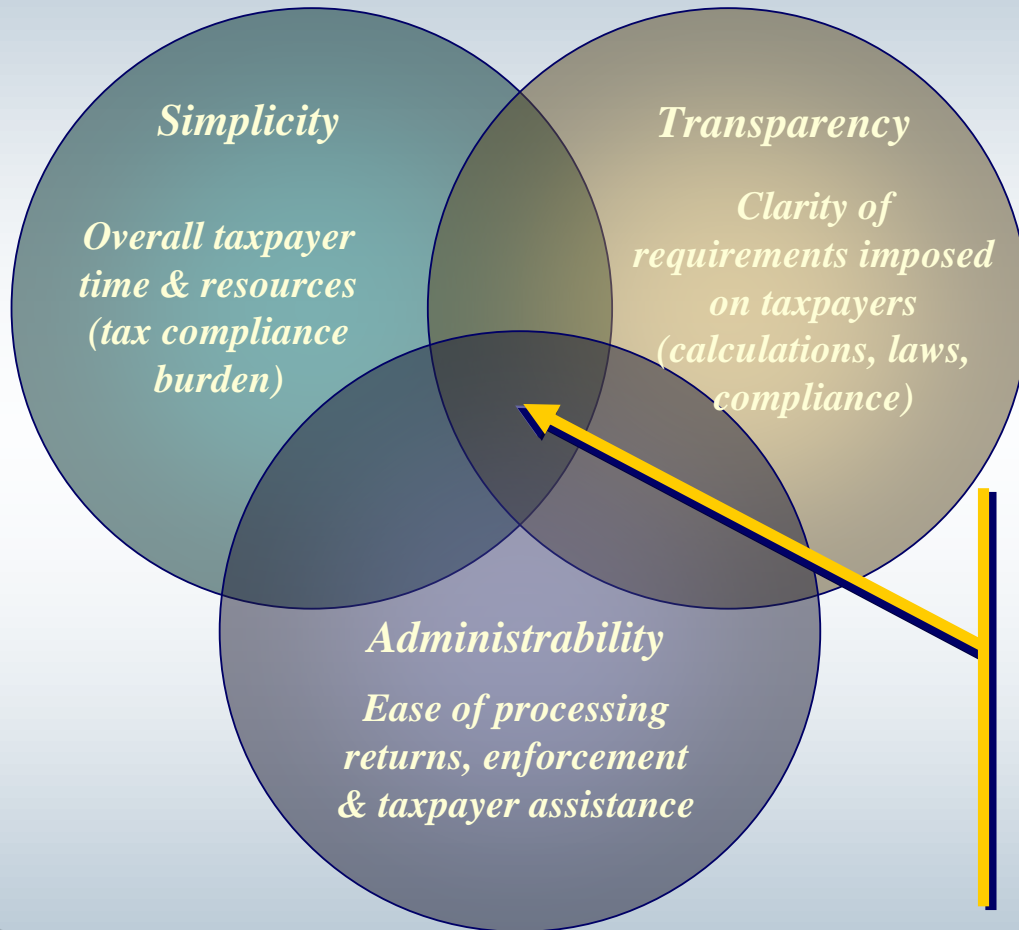 Simplicity
Overall taxpayer
time & resources
(tax compliance
burden)
Transparency
Clarity of
requirements imposed
on taxpayers
(calculations, laws,
compliance)
Administrability
Ease of processing
returns, enforcement
& taxpayer assistance